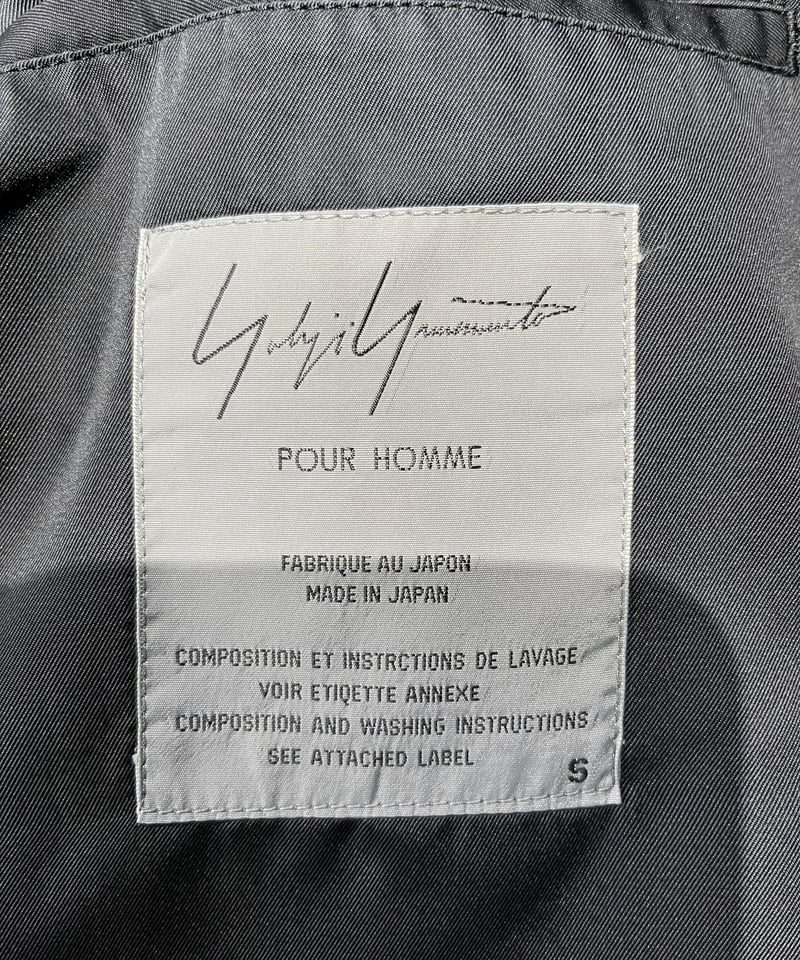 Yohji Yamamoto
POUR HOMME
FABRIQUE AU JAPON
MADE IN JAPAN
COMPOSITION ET INSTRCTIONS DE LAVAGE
VOIR ETIQETTE ANNEXE
COMPOSITION AND WASHING INSTRUCTIONS
SEE ATTACHED LABEL
S